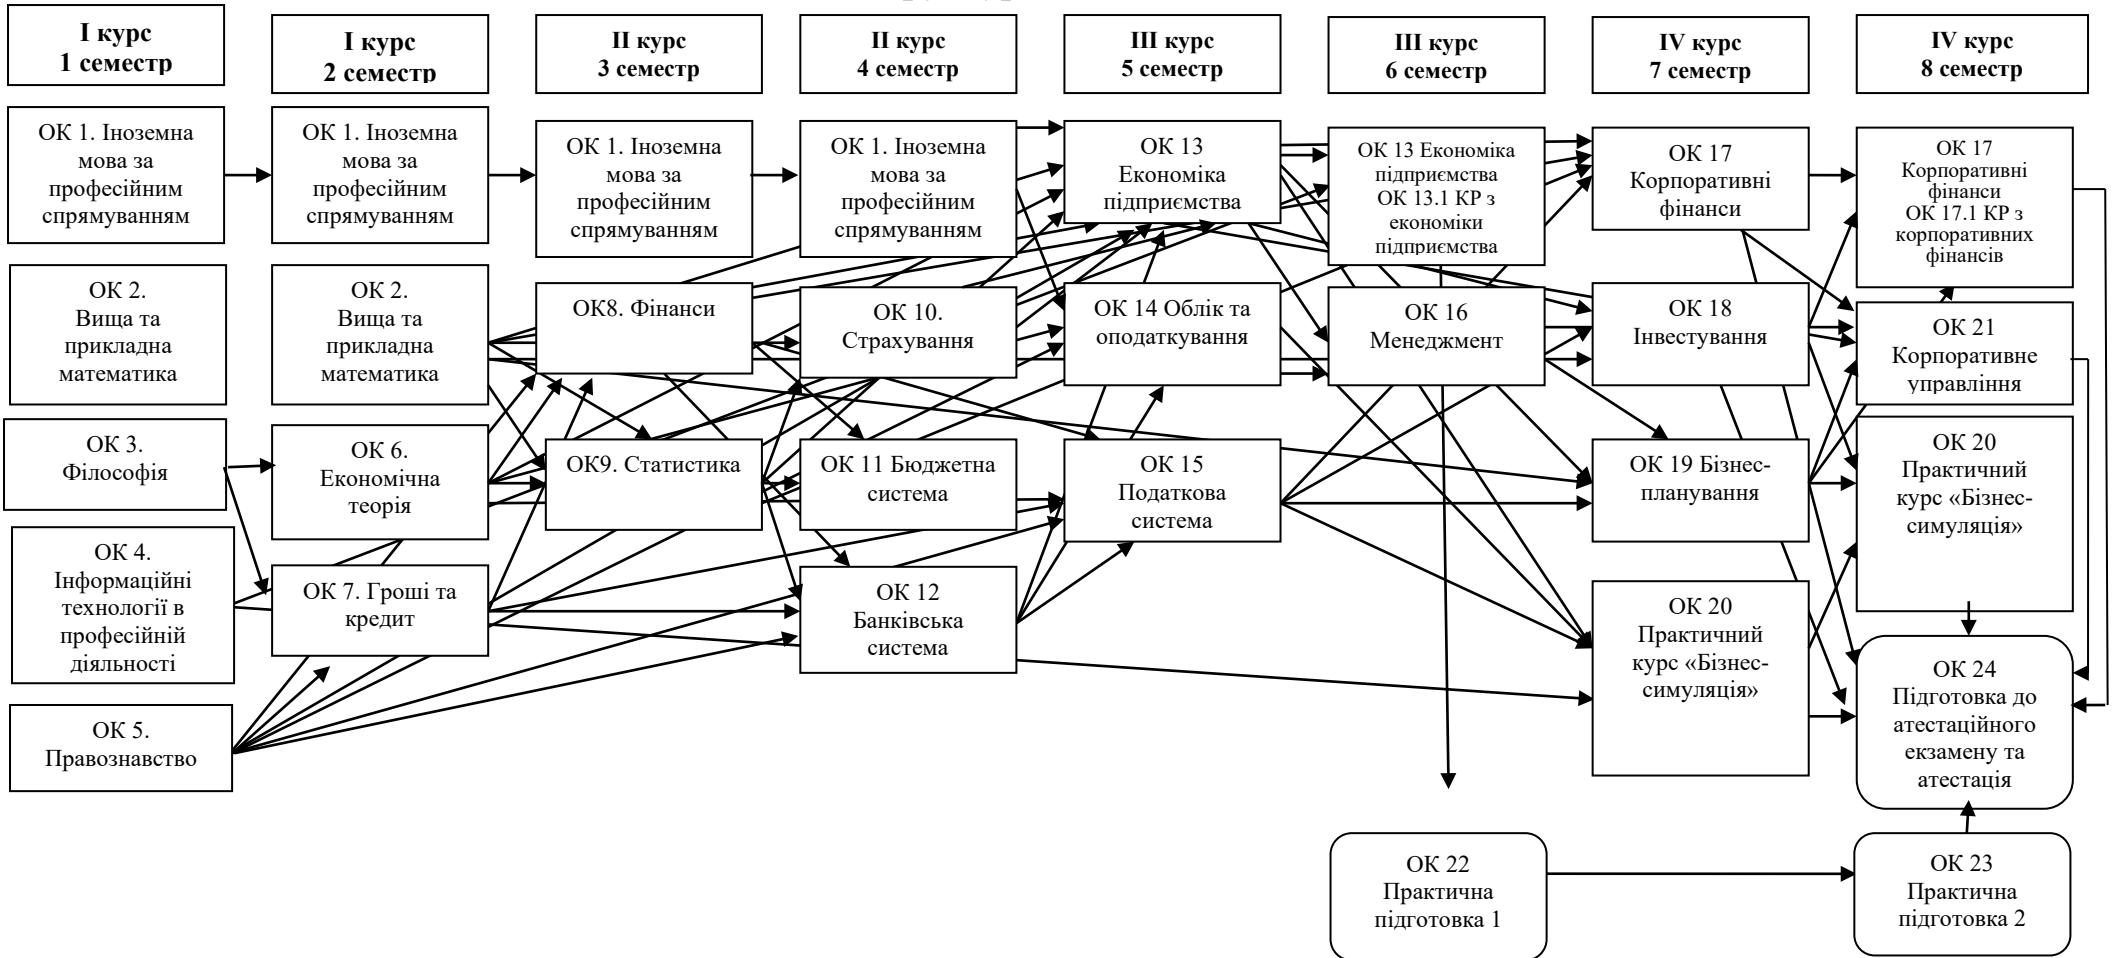 І курс
1 семестр
І курс
2 семестр
ІІ курс
3 семестр
ІІ курс
4 семестр
ІІІ курс
5 семестр
ІІІ курс
6 семестр
IV курс
7 семестр
IV курс
8 семестр
ОК 1. Іноземна
мова за
професійним
спрямуванням
ОК 2.
Вища та
прикладна
математика
ОК 3.
Філософія
ОК 4.
Інформаційні
технології в
професійній
діяльності
ОК 5.
Правознавство
ОК 1. Іноземна
мова за
професійним
спрямуванням
ОК 2.
Вища та
прикладна
математика
ОК 6.
Економічна
теорія
ОК 7. Гроші та
кредит
ОК 1. Іноземна
мова за
професійним
спрямуванням
ОК8. Фінанси
ОК9. Статистика
ОК 1. Іноземна
мова за
професійним
спрямуванням
ОК 10.
Страхування
ОК 11 Бюджетна
система
ОК 12
Банківська
система
ОК 13
Економіка
підприємства
ОК 14 Облік та
оподаткування
ОК 15
Податкова
система
ОК 13 Економіка
підприємства
ОК 13.1 КР з
економіки
підприємства
ОК 16
Менеджмент
ОК 22
Практична
підготовка 1
ОК 17
Корпоративні
фінанси
ОК 18
Інвестування
ОК 19 Бізнес-
планування
ОК 20
Практичний
курс «Бізнес-
симуляція»
ОК 17
Корпоративні
фінанси
ОК 17.1 КР з
корпоративних
фінансів
ОК 21
Корпоративне
управління
ОК 20
Практичний
курс «Бізнес-
симуляція»
ОК 24
Підготовка до
атестаційного
екзамену та
атестація
ОК 23
Практична
підготовка 2